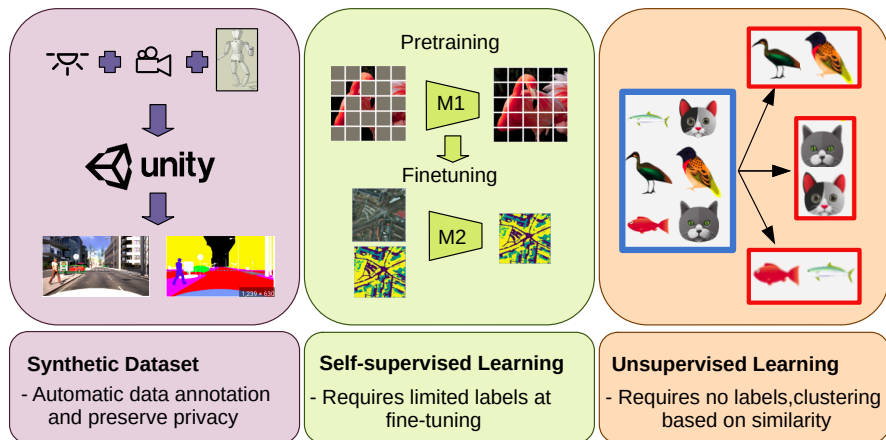 unity
1,239 × 636
Synthetic Dataset
- Automatic data annotation
and preserve privacy
Pretraining
M1
Finetuning
M2
Self-supervised Learning
- Requires limited labels at
fine-tuning
Unsupervised Learning
- Requires no labels,clustering
based on similarity